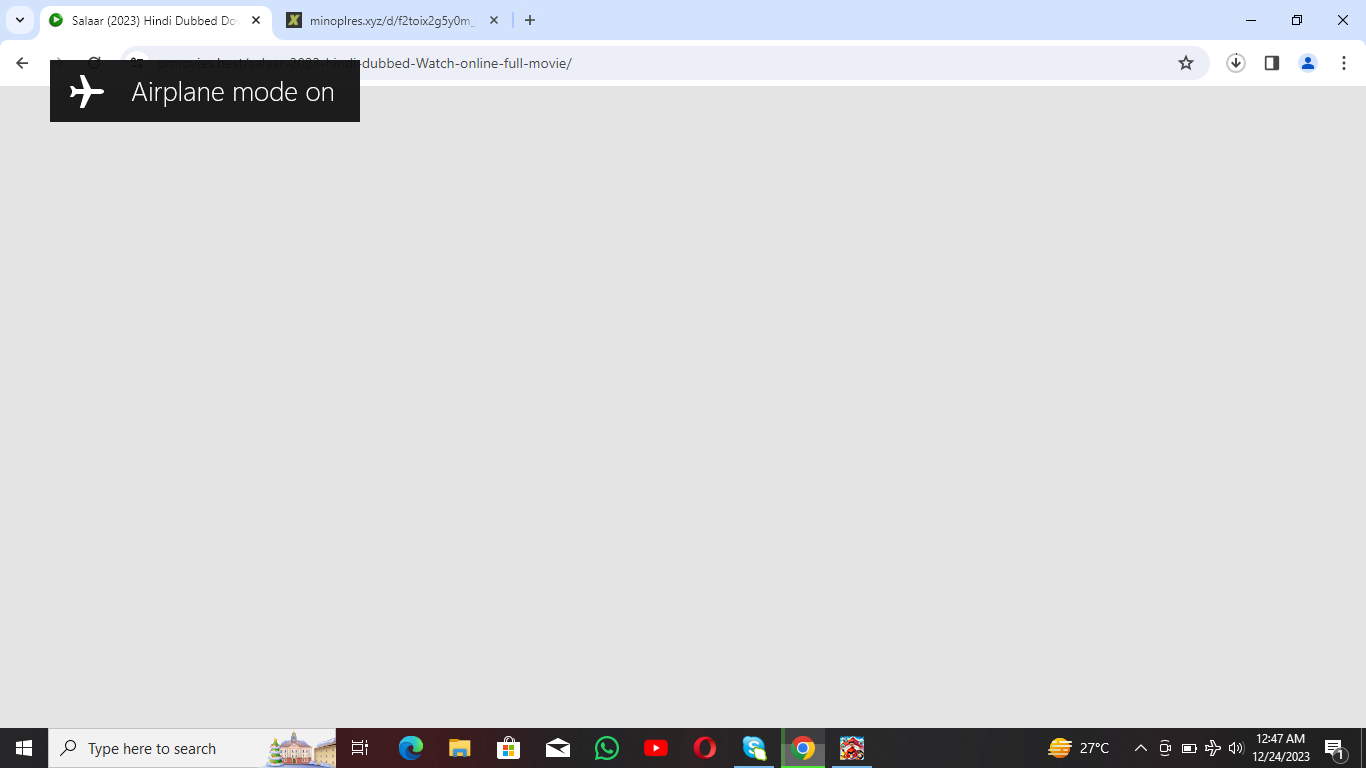 Salaar (2023) Hindi Dubbed Do
minoplres.xyz/d/f2toix2g5y0m_
dubbed-Watch-online-full-movie/
Airplane mode on
Type here to search
27°C
12:47 AM
12/24/2023
1